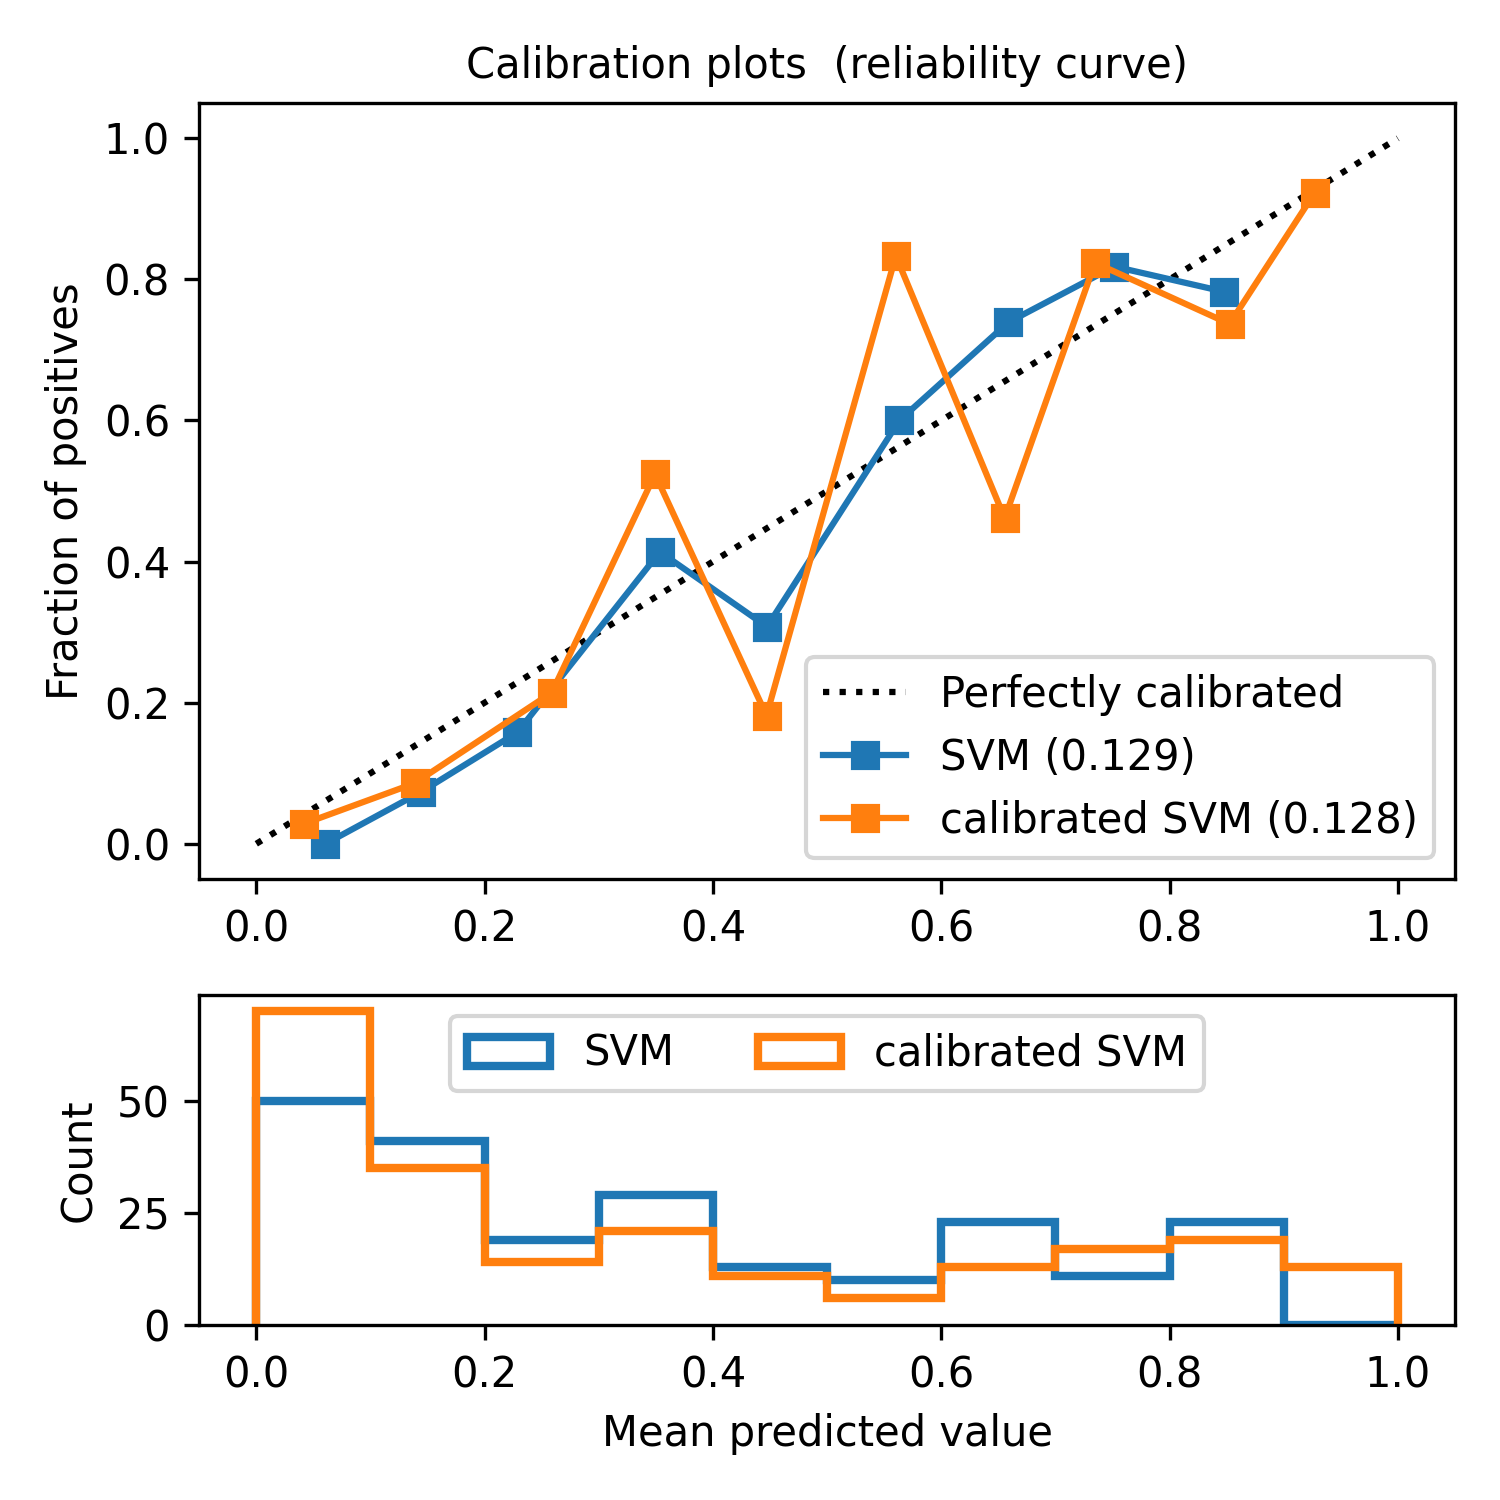 Calibration plots  (reliability curve)
1.0
0.8
0.6
0.4
0.2
0.0
Fraction of positives
Perfectly calibrated
SVM (0.129)
calibrated SVM (0.128)
0.0 0.2 0.4 0.6 0.8 1.0
SVM calibrated SVM
50
25
0
Count
0.0 0.2 0.4 0.6 0.8 1.0
Mean predicted value